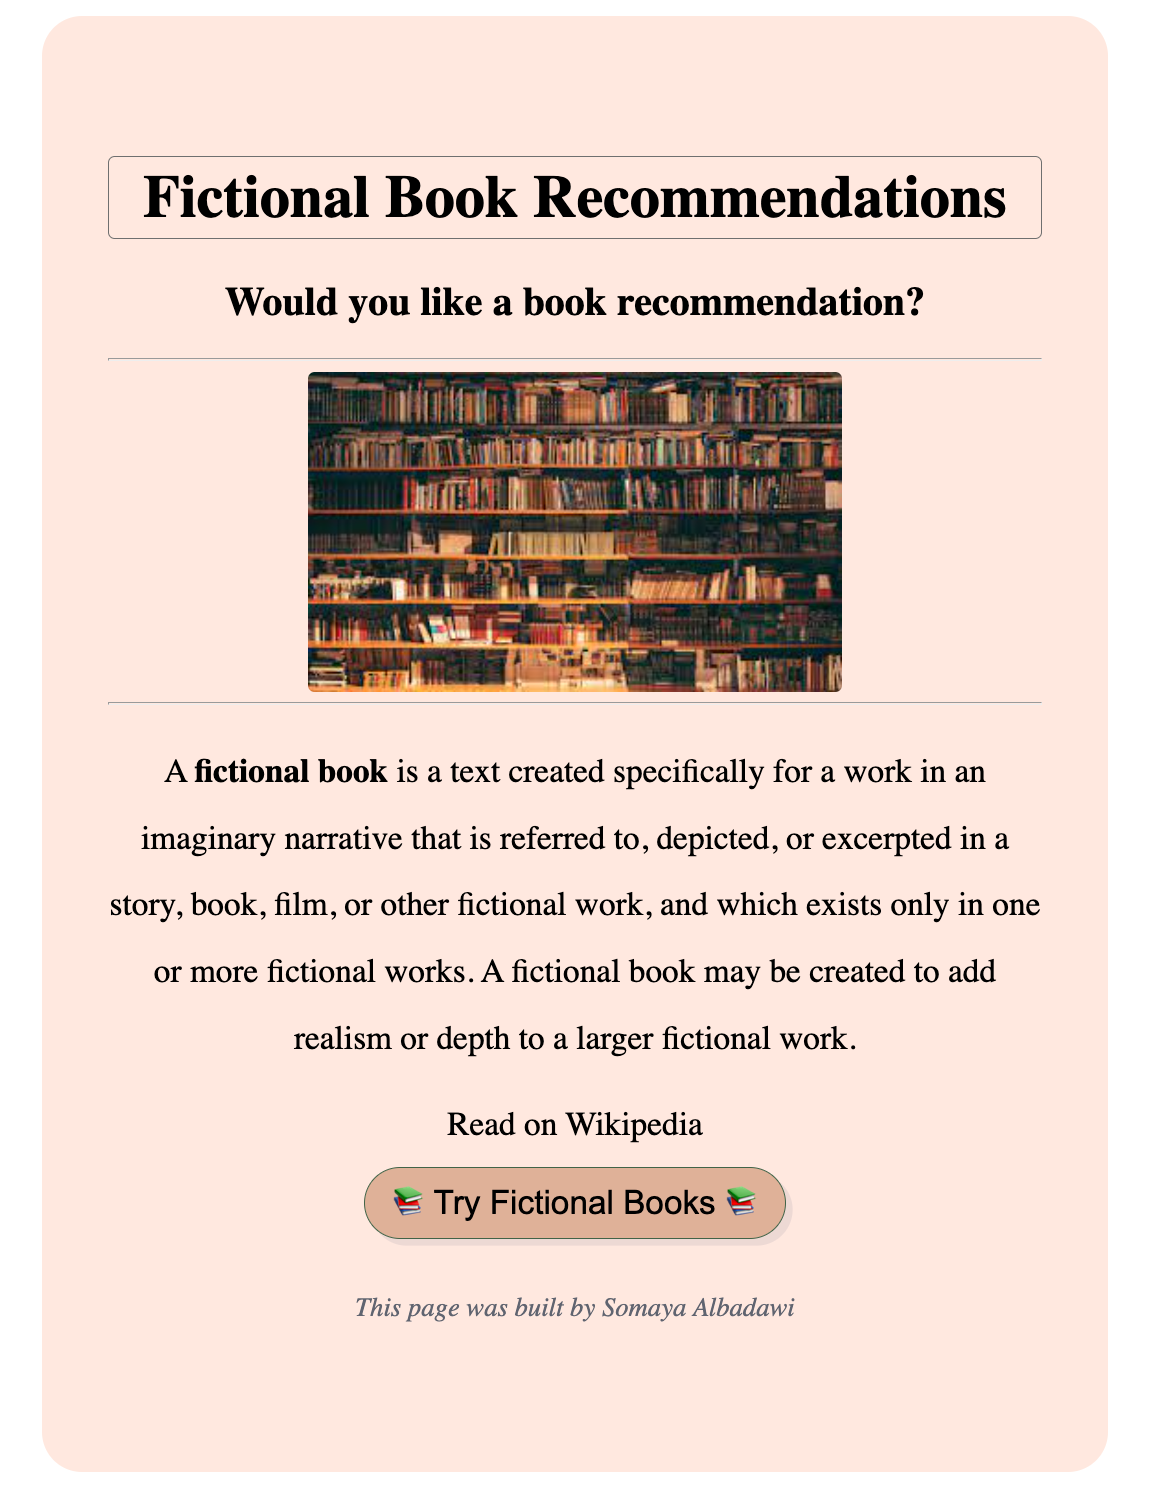 Fictional Book Recommendations
Would you like a book recommendation?
A fictional book is a text created specifically for a work in an
imaginary narrative that is referred to, depicted, or excerpted in a
story, book, film, or other fictional work, and which exists only in one
or more fictional works. A fictional book may be created to add
realism or depth to a larger fictional work.
Read on Wikipedia
📚 Try Fictional Books 📚
This page was built by Somaya Albadawi